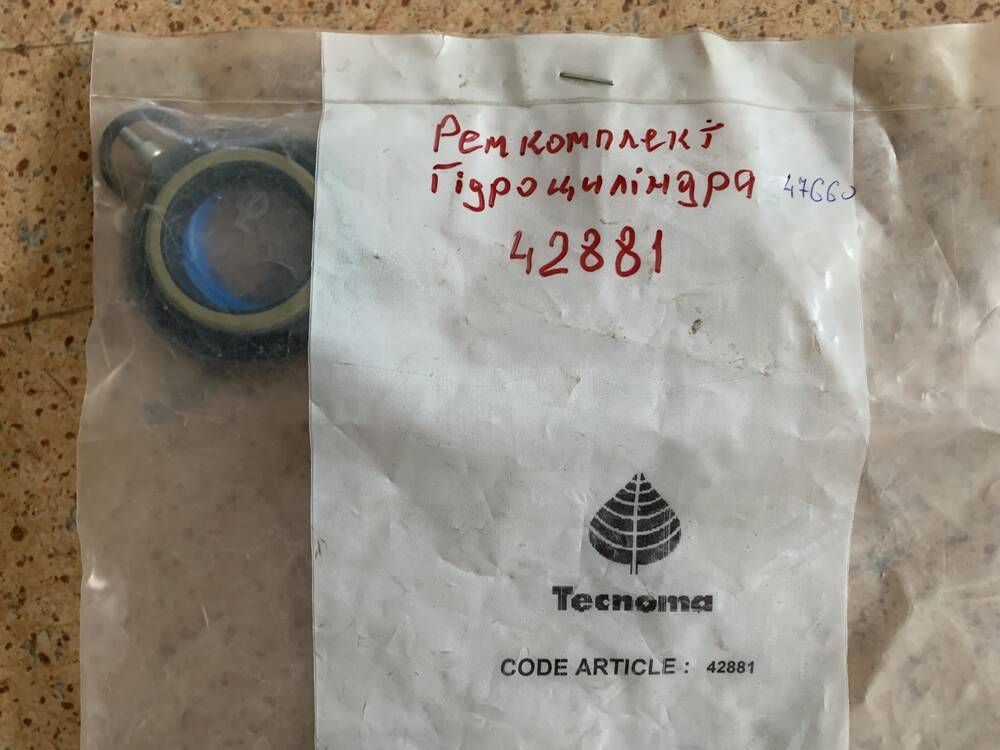 Ремкомплект
Гідроциліндра 47660
42881
Tecnoma
CODE ARTICLE : 42881